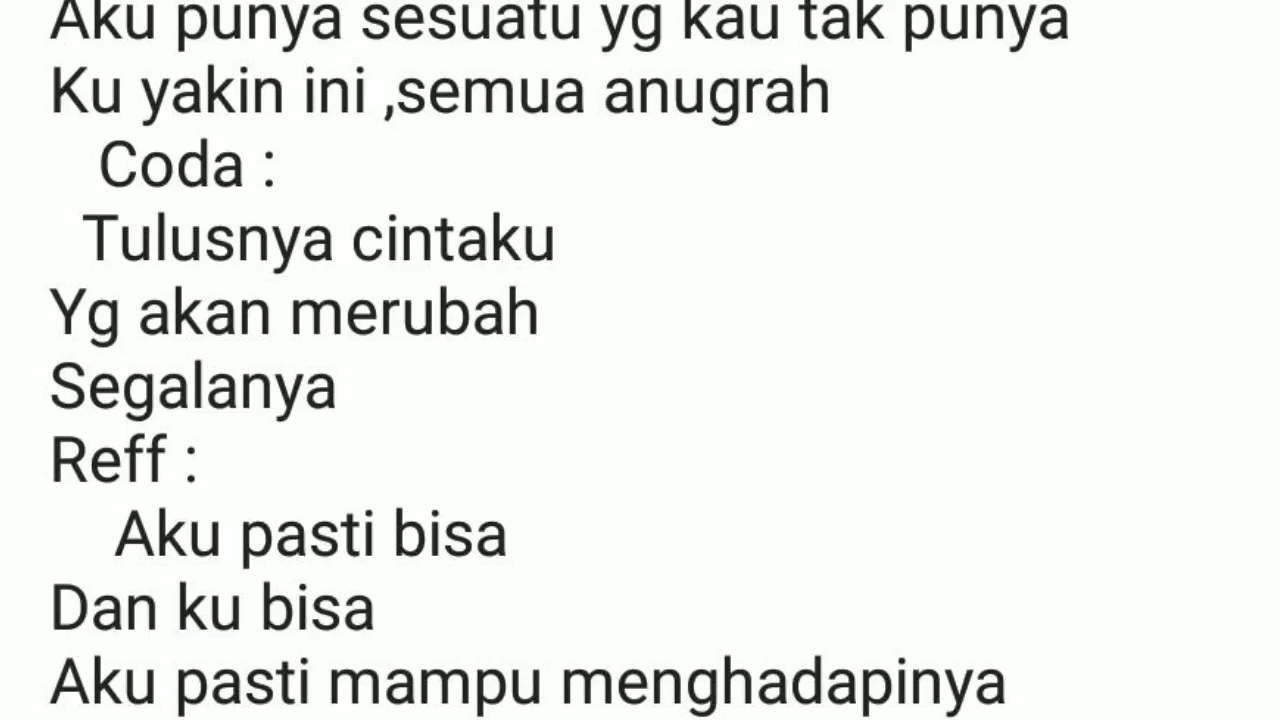 Aku punya sesuatu yg kau tak punya
Ku yakin ini ,semua anugrah
Coda :
Tulusnya cintaku
Yg akan merubah
Segalanya
Reff :
Aku pasti bisa
Dan ku bisa
Aku pasti mampu menghadapinya